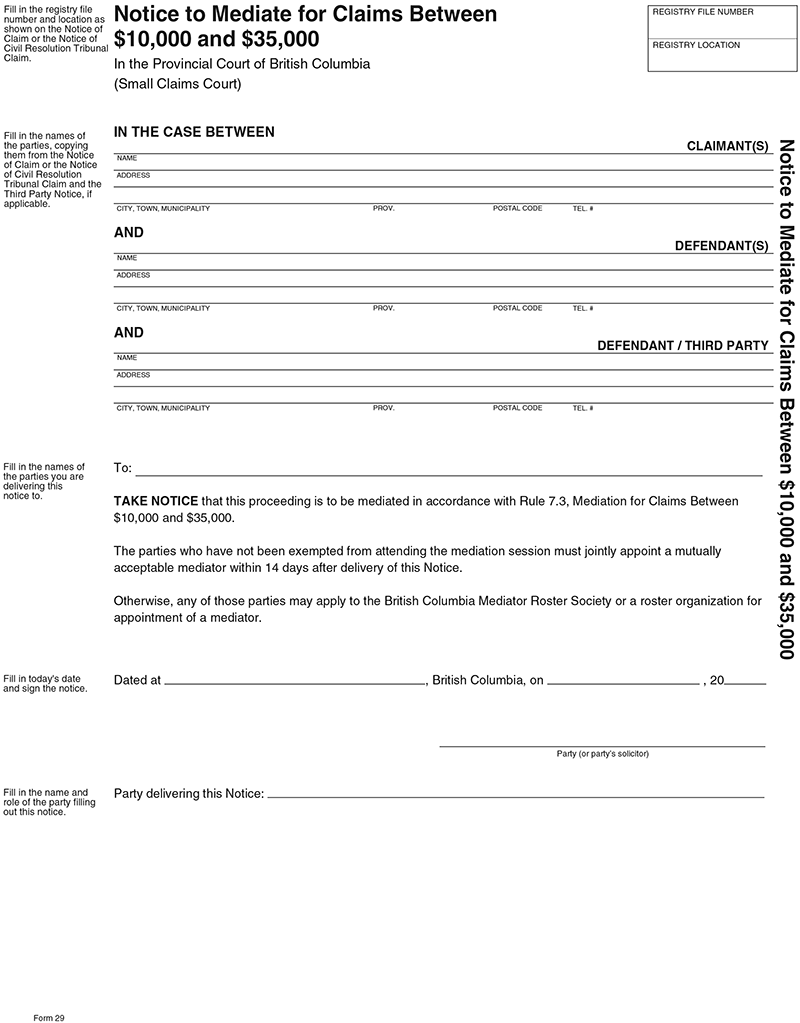 Fill in the registry file
number and location as
shown on the Notice of
Claim or the Notice of
Civil Resolution Tribunal
Claim.
Notice to Mediate for Claims Between
$10,000 and $35,000
In the Provincial Court of British Columbia
(Small Claims Court)
REGISTRY FILE NUMBER
REGISTRY LOCATION
Fill in the names of
the parties, copying
them from the Notice
of Claim or the Notice
of Civil Resolution
Tribunal Claim and the
Third Party Notice, if
applicable.
IN THE CASE BETWEEN
CLAIMANT(S)
NAME
ADDRESS
CITY, TOWN, MUNICIPALITY PROV. POSTAL CODE TEL. #
AND
DEFENDANT(S)
NAME
ADDRESS
CITY, TOWN, MUNICIPALITY PROV. POSTAL CODE TEL. #
AND
DEFENDANT / THIRD PARTY
NAME
ADDRESS
CITY, TOWN, MUNICIPALITY PROV. POSTAL CODE TEL. #
Notice to Mediate for Claims Between $10,000 and $35,000
Fill in the names of
the parties you are
delivering this
notice to.
To:
TAKE NOTICE that this proceeding is to be mediated in accordance with Rule 7.3, Mediation for Claims Between
$10,000 and $35,000.
The parties who have not been exempted from attending the mediation session must jointly appoint a mutually
acceptable mediator within 14 days after delivery of this Notice.
Otherwise, any of those parties may apply to the British Columbia Mediator Roster Society or a roster organization for
appointment of a mediator.
Fill in today's date
and sign the notice.
Dated at , British Columbia, on , 20
Party (or party's solicitor)
Fill in the name and
role of the party filling
out this notice.
Party delivering this Notice:
Form 29